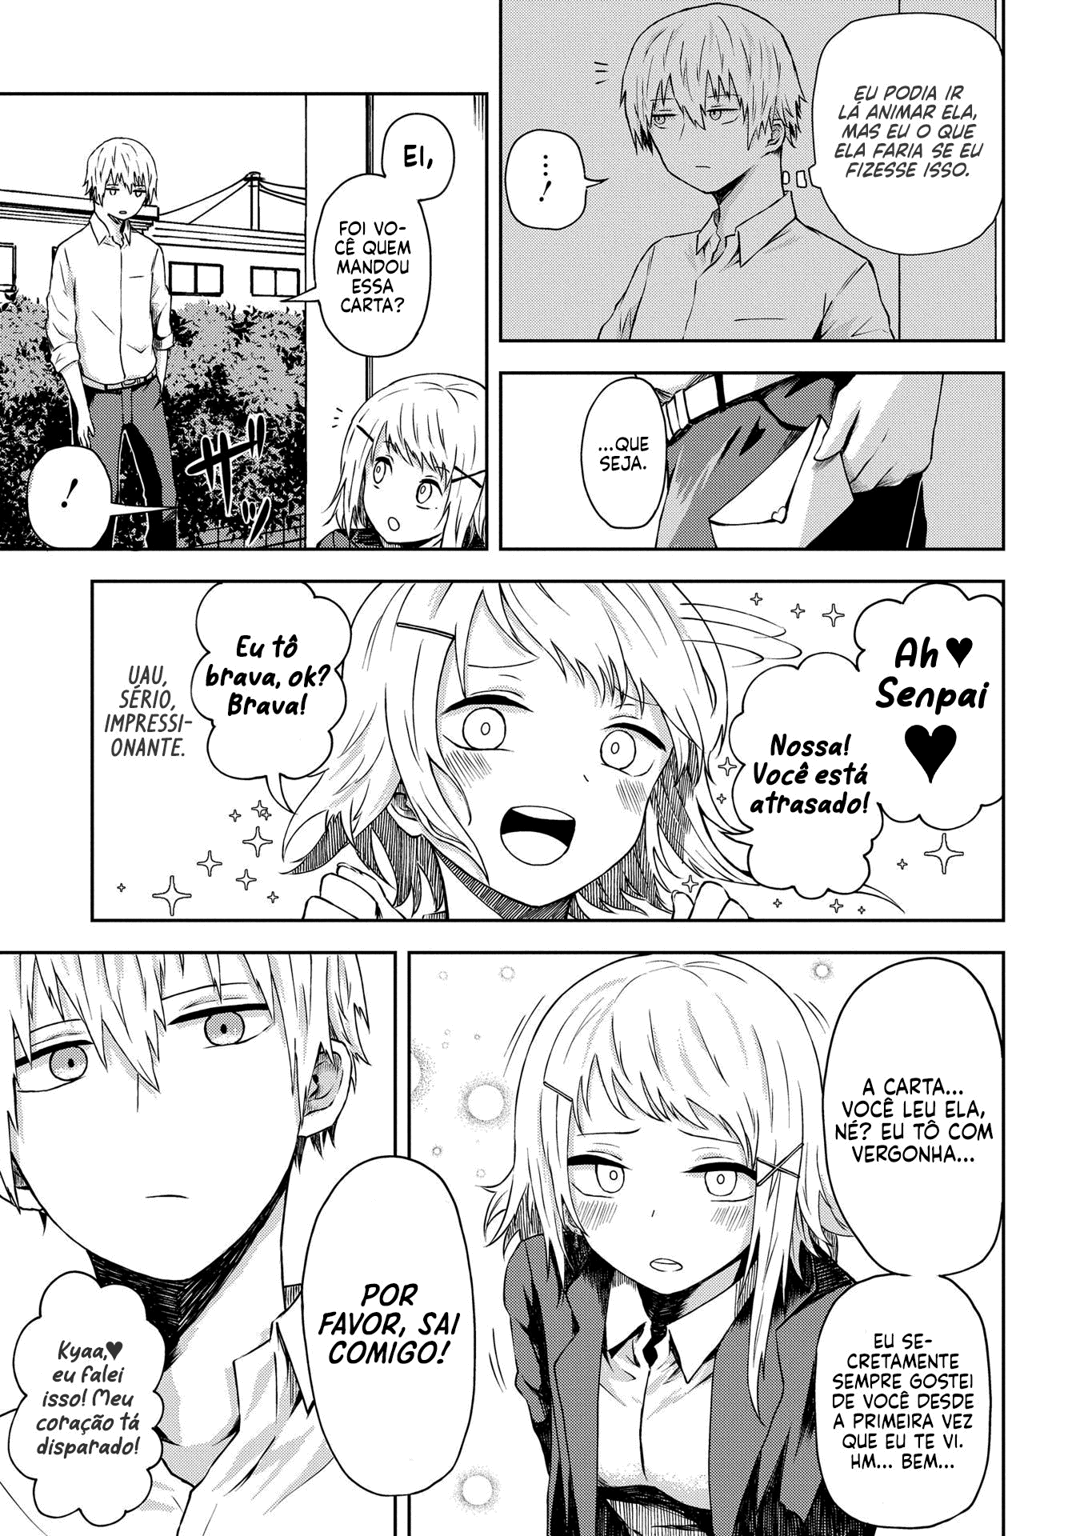 EU PODIA IR
LÁ ANIMAR ELA,
MAS EU O QUE
ELA FARIA SE EU
FIZESSE ISSO.
...!
...QUE
SEJA.
EI,
FOI VO-
CÊ QUEM
MANDOU
ESSA
CARTA?
!
ザザッ
Ah♥
Senpai
♥
Nossa!
Você está
atrasado!
Eu tô
brava, ok?
Brava!
UAU,
SÉRIO,
IMPRESSI-
ONANTE.
A CARTA...
VOCÊ LEU ELA,
NÉ? EU TÔ COM
VERGONHA...
EU SE-
CRETAMENTE
SEMPRE GOSTEI
DE VOCÊ DESDE
A PRIMEIRA VEZ
QUE EU TE VI.
HM... BEM...
POR
FAVOR, SAI
COMIGO!
Kyaa,♥
eu falei
isso! Meu
coração tá
disparado!